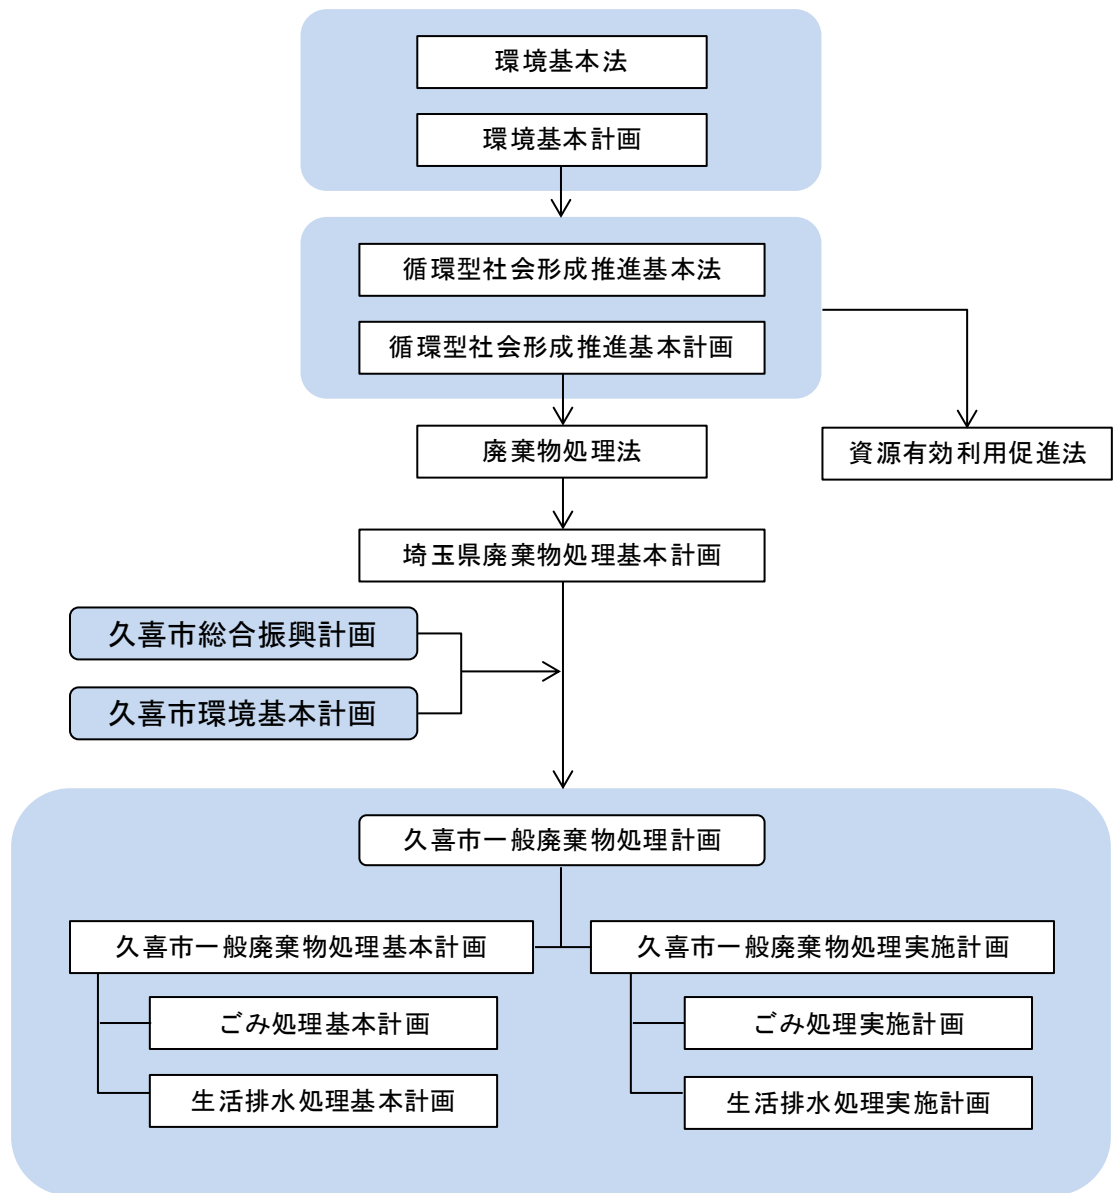 環境基本法
環境基本計画
循環型社会形成推進基本法
循環型社会形成推進基本計画
廃棄物処理法
資源有効利用促進法
埼玉県廃棄物処理基本計画
久喜市総合振興計画
久喜市環境基本計画
久喜市一般廃棄物処理計画
久喜市一般廃棄物処理基本計画
久喜市一般廃棄物処理実施計画
ごみ処理基本計画
ごみ処理実施計画
生活排水処理基本計画
生活排水処理実施計画